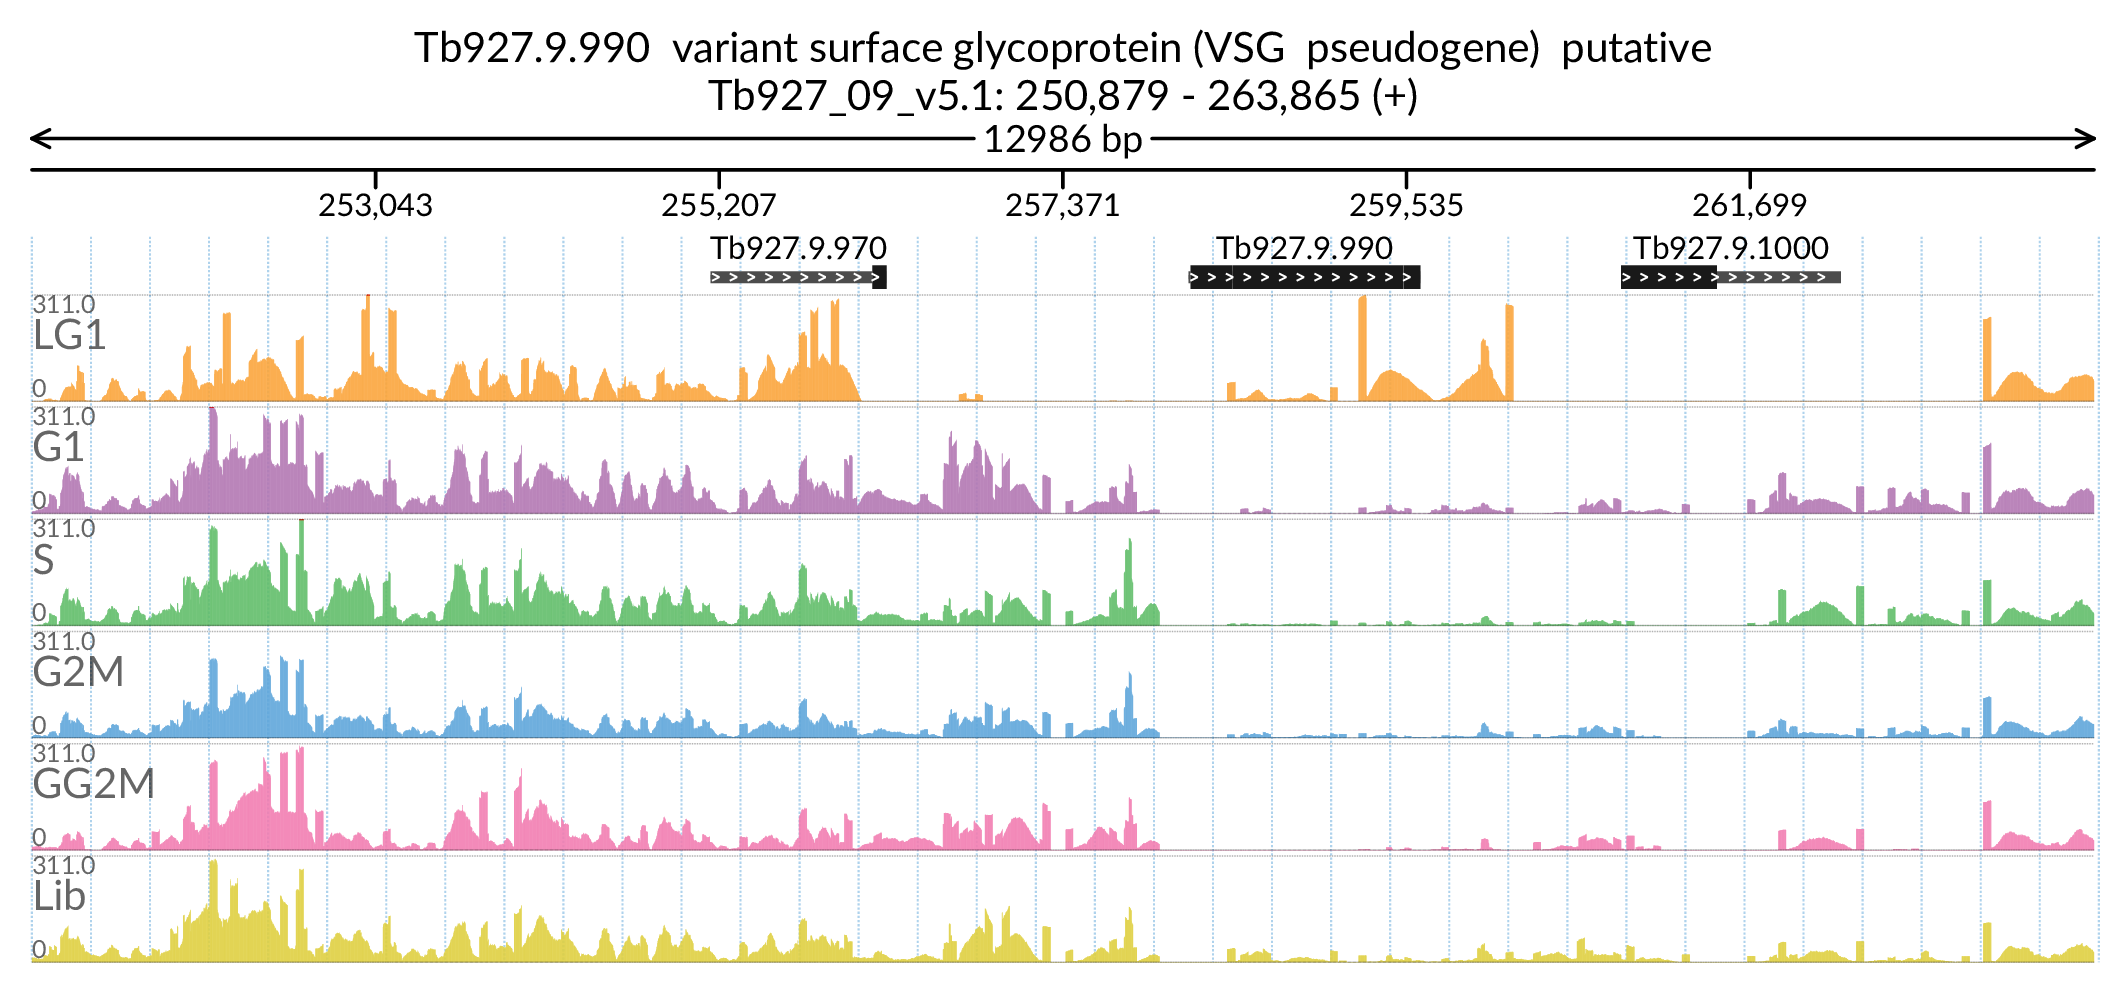 Tb927.9.990 variant surface glycoprotein (VSG pseudogene) putative
Tb927_09_v5.1: 250,879 - 263,865 (+)
12986 bp
253,043 255,207 257,371 259,535 261,699
Tb927.9.970 Tb927.9.990 Tb927.9.1000
311.0
LG1
0
311.0
G1
0
311.0
S
0
311.0
G2M
0
311.0
GG2M
0
311.0
Lib
0